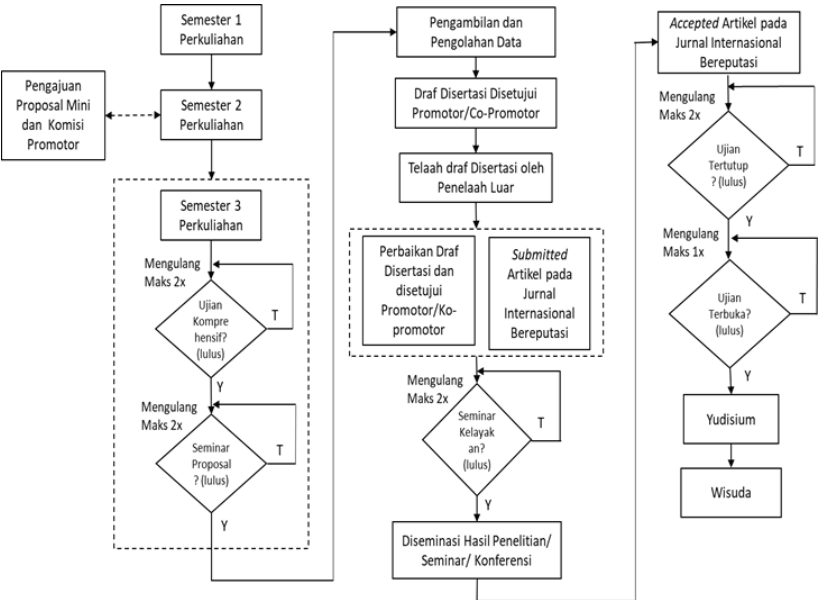 Semester 1
Perkuliahan
Pengajuan
Proposal Mini
dan Komisi
Promotor
Semester 2
Perkuliahan
Semester 3
Perkuliahan
Mengulang
Maks 2x
Ujian
Kompre
hensif?
(lulus)
T
Y
Mengulang
Maks 2x
Seminar
Proposal
? (lulus)
T
Y
Pengambilan dan
Pengolahan Data
Draf Disertasi Disetujui
Promotor/Co-Promotor
Telaah draf Disertasi oleh
Penelaah Luar
Perbaikan Draf
Disertasi dan
disetujui
Promotor/Ko-
promotor
Submitted
Artikel pada
Jurnal
Internasional
Bereputasi
Mengulang
Maks 2x
Seminar
Kelayak
an?
(lulus)
T
Y
Diseminasi Hasil Penelitian/
Seminar/ Konferensi
Accepted Artikel pada
Jurnal Internasional
Bereputasi
Mengulang
Maks 2x
Ujian
Tertutup
? (lulus)
T
Y
Mengulang
Maks 1x
Ujian
Terbuka?
(lulus)
T
Y
Yudisium
Wisuda